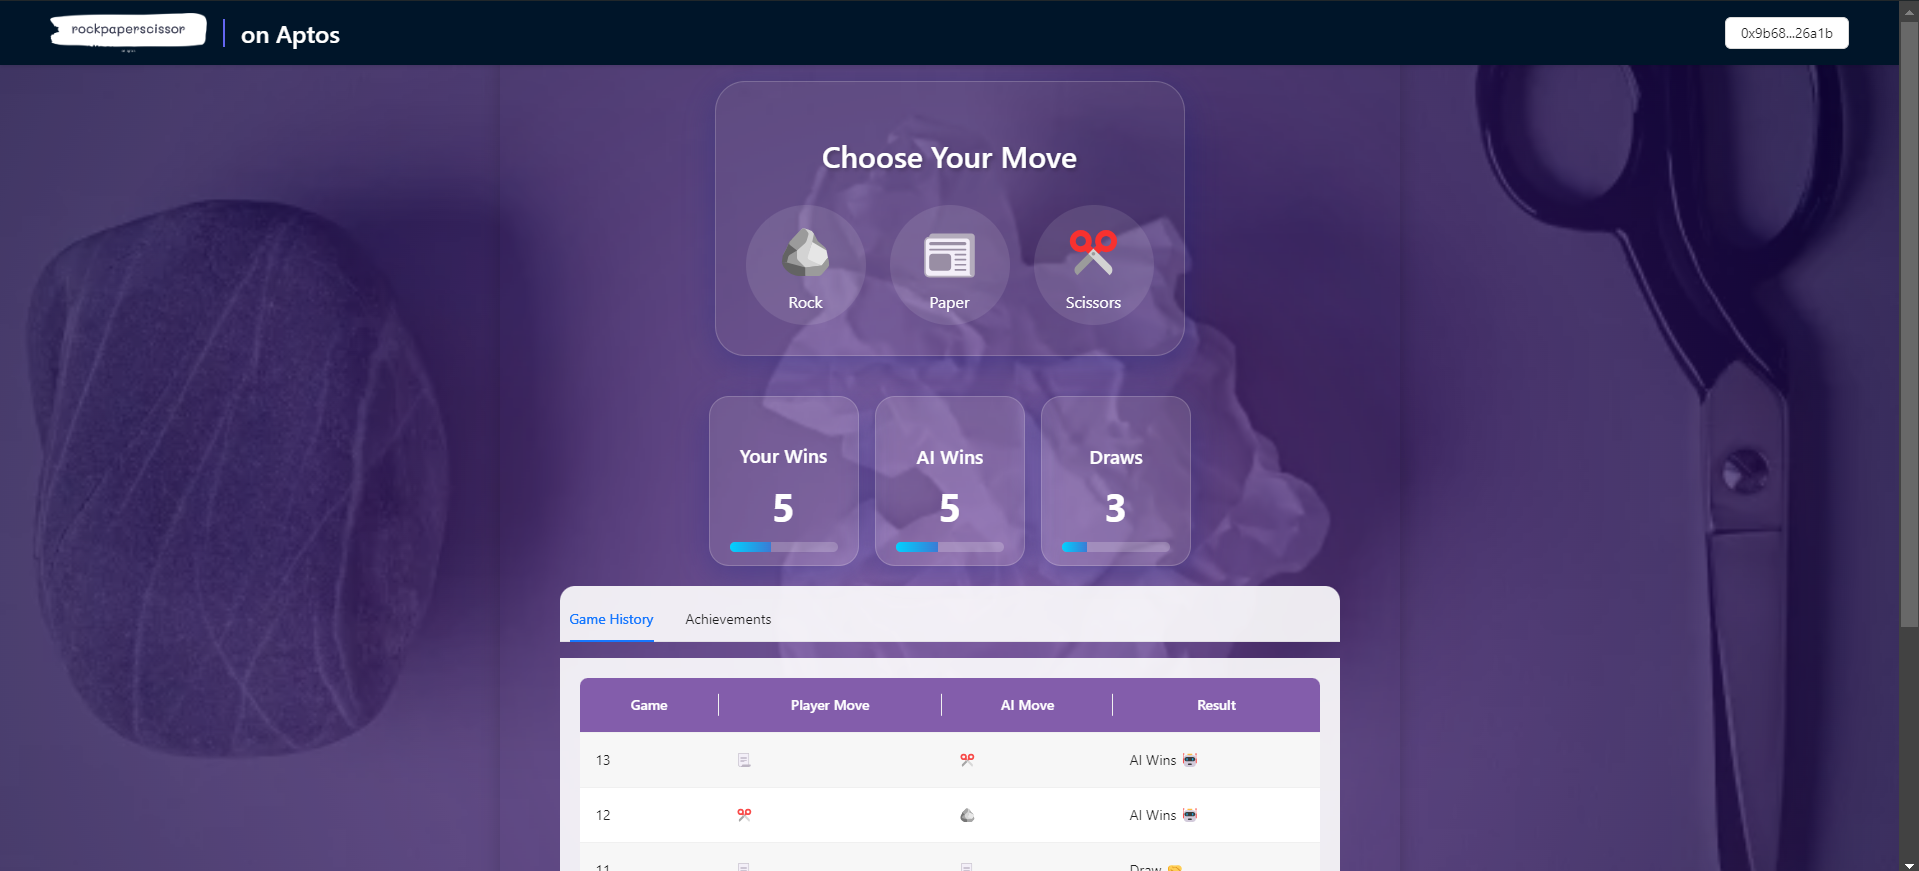 rockpaperscissor
on Aptos
0x9b68...26a1b
Choose Your Move
Rock Paper Scissors
Your Wins AI Wins Draws
5 5 3
Game History Achievements
Game Player Move AI Move Result
13 AI Wins
12 AI Wins
11 Draw